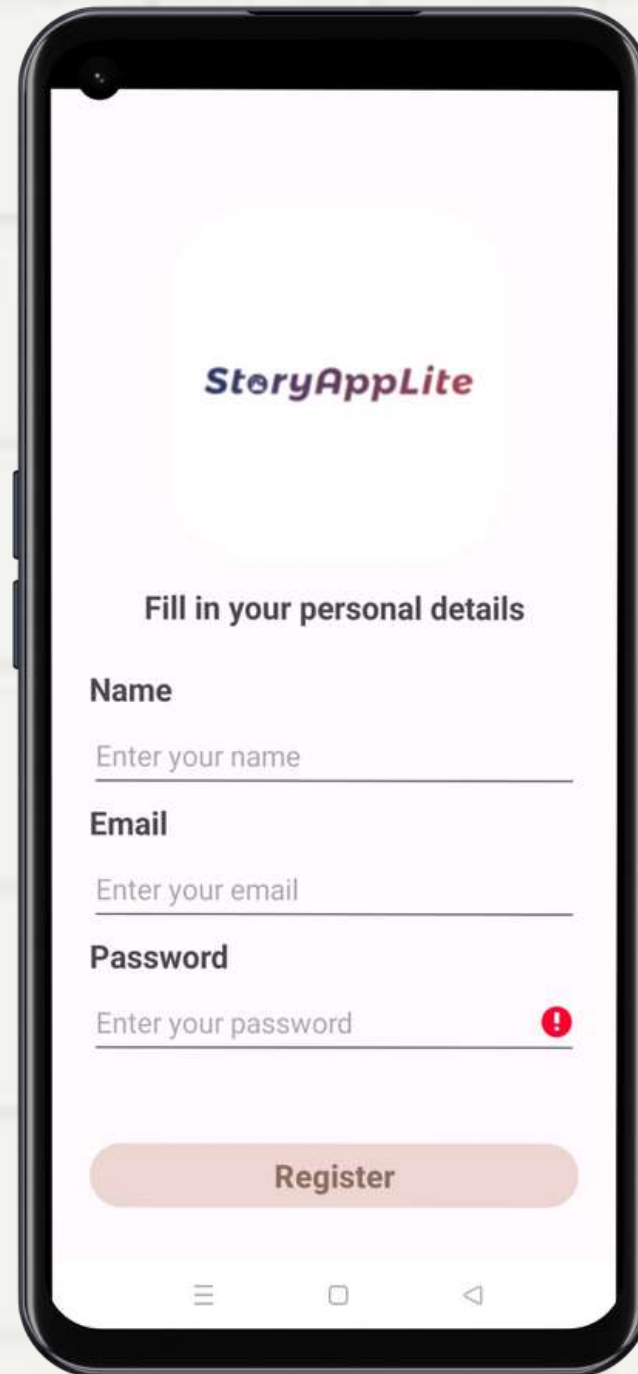 StoryAppLite
Fill in your personal details
Name
Enter your name
Email
Enter your email
Password
Enter your password
Register